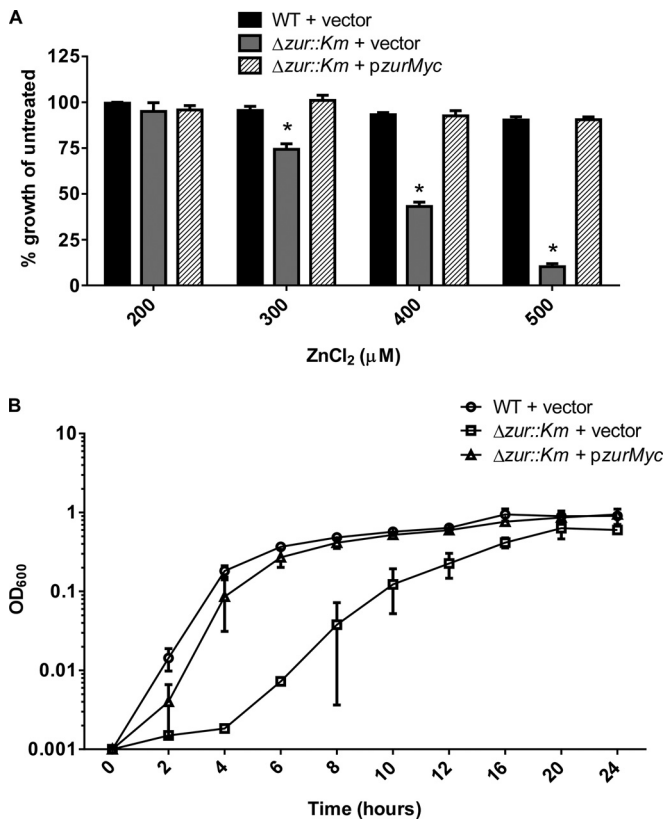 A
WT + vector
Δzur::Km + vector
Δzur::Km + pzurMyc
% growth of untreated
125
100
75
50
25
0
*
*
*
200
300
400
500
ZnCl₂ (μM)
B
WT + vector
Δzur::Km + vector
Δzur::Km + pzurMyc
OD₆₀₀
10
1
0.1
0.01
0.001
0
2
4
6
8
10
12
16
20
24
Time (hours)